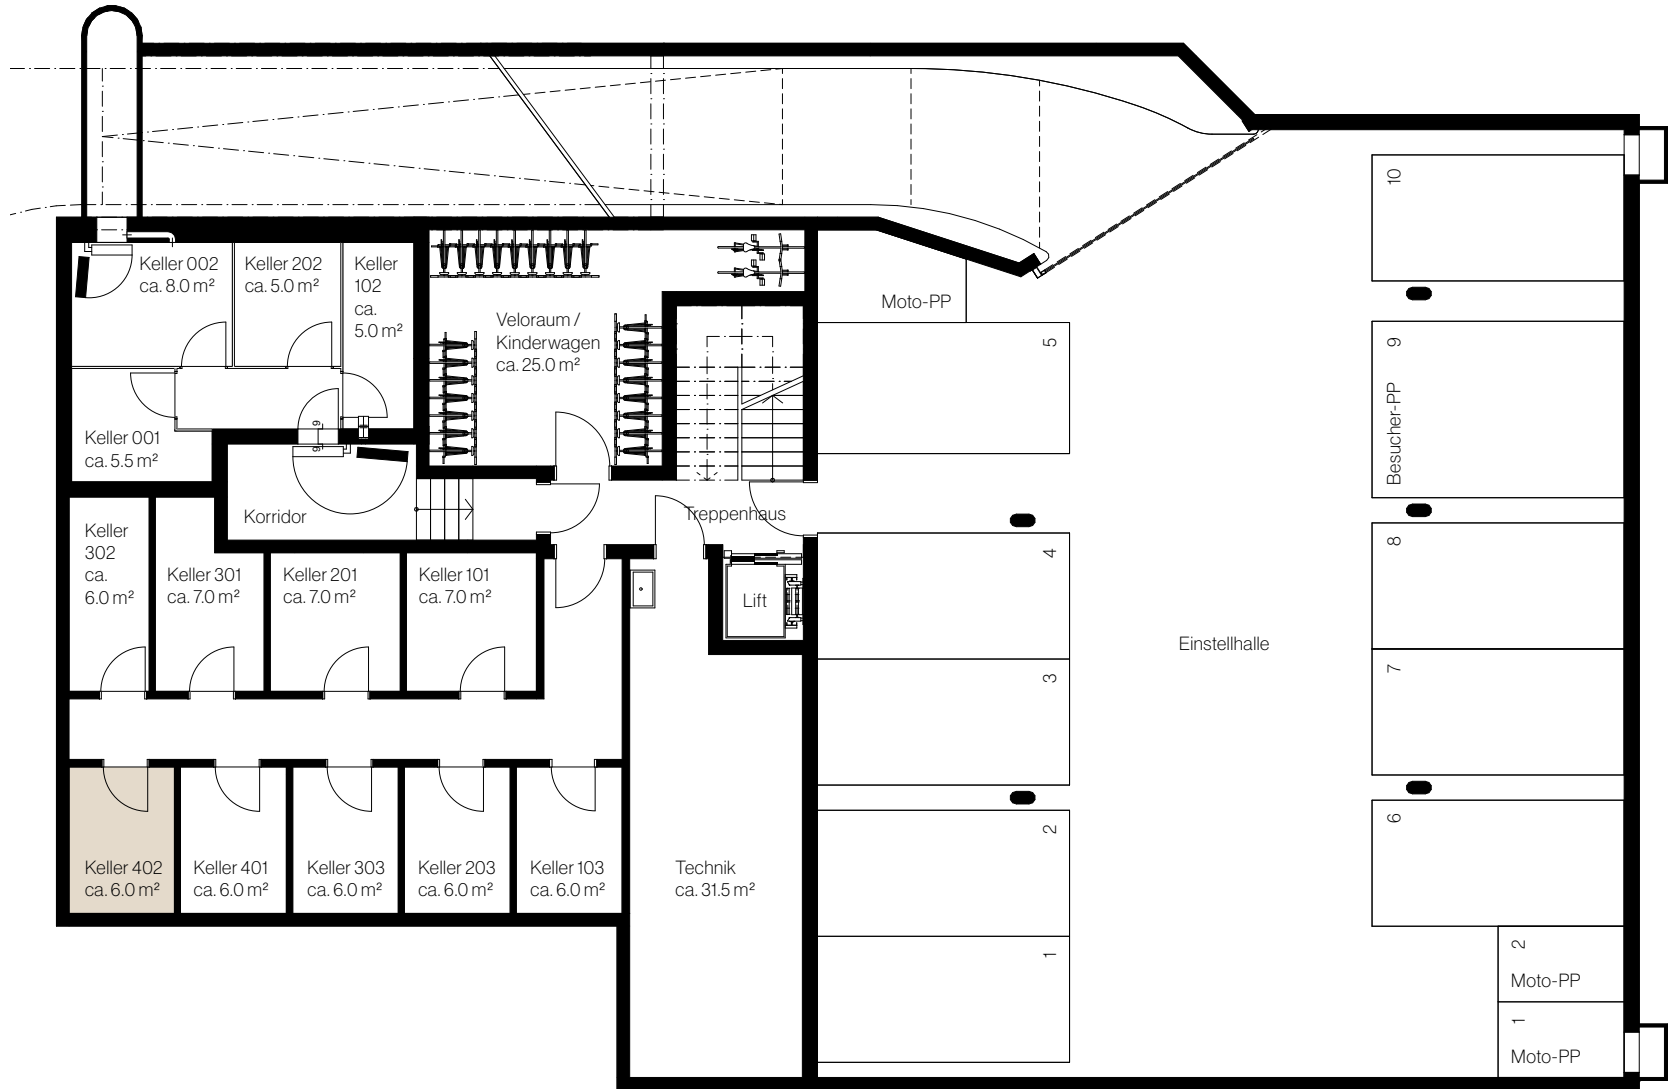 Keller 002
ca. 8.0 m²
Keller 202
ca. 5.0 m²
Keller
102
ca.
5.0 m²
Keller 001
ca. 5.5 m²
9
9
Korridor
Veloraum /
Kinderwagen
ca. 25.0 m²
Treppenhaus
Lift
Keller
302
ca.
6.0 m²
Keller 301
ca. 7.0 m²
Keller 201
ca. 7.0 m²
Keller 101
ca. 7.0 m²
Keller 402
ca. 6.0 m²
Keller 401
ca. 6.0 m²
Keller 303
ca. 6.0 m²
Keller 203
ca. 6.0 m²
Keller 103
ca. 6.0 m²
Technik
ca. 31.5 m²
Moto-PP
5
4
3
2
1
Einstellhalle
10
9
Besucher-PP
8
7
6
2
Moto-PP
1
Moto-PP